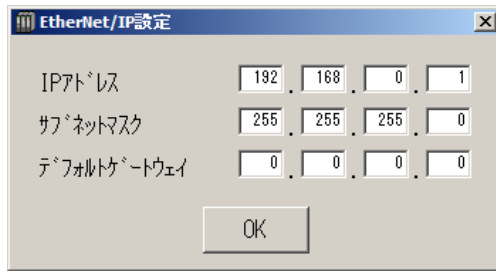 EtherNet/IP設定
IPアドレス 192 . 168 . 0 . 1
サブネットマスク 255 . 255 . 255 . 0
デフォルトゲートウェイ 0 . 0 . 0 . 0
OK